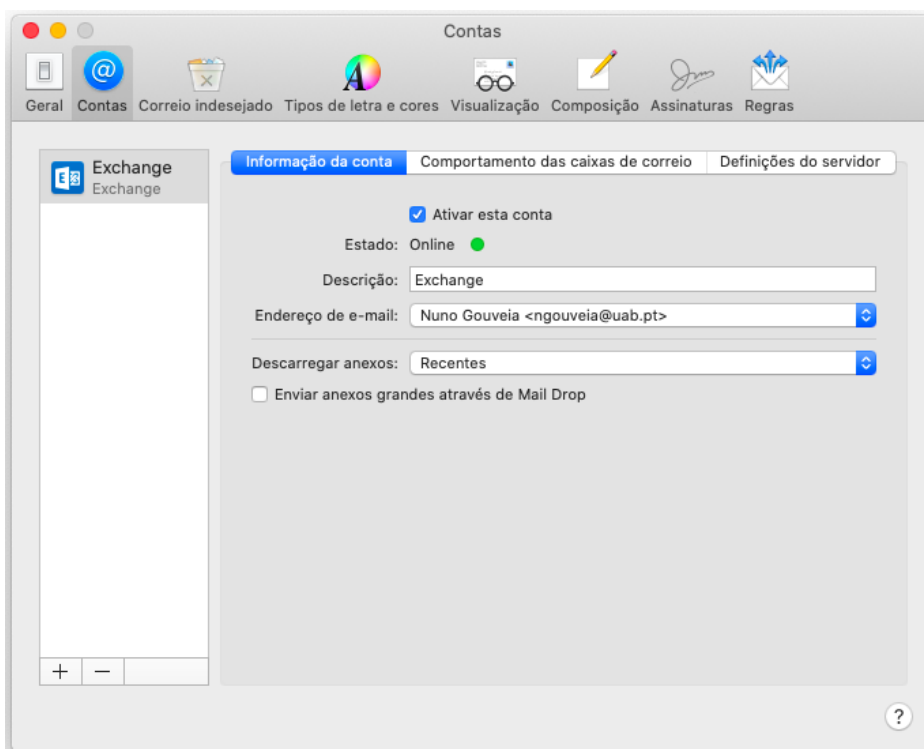 Contas
Geral Contas Correio indesejado Tipos de letra e cores Visualização Composição Assinaturas Regras
Exchange
Exchange
Informação da conta Comportamento das caixas de correio Definições do servidor
Ativar esta conta
Estado: Online
Descrição: Exchange
Endereço de e-mail: Nuno Gouveia <ngouveia@uab.pt>
Descarregar anexos: Recentes
Enviar anexos grandes através de Mail Drop